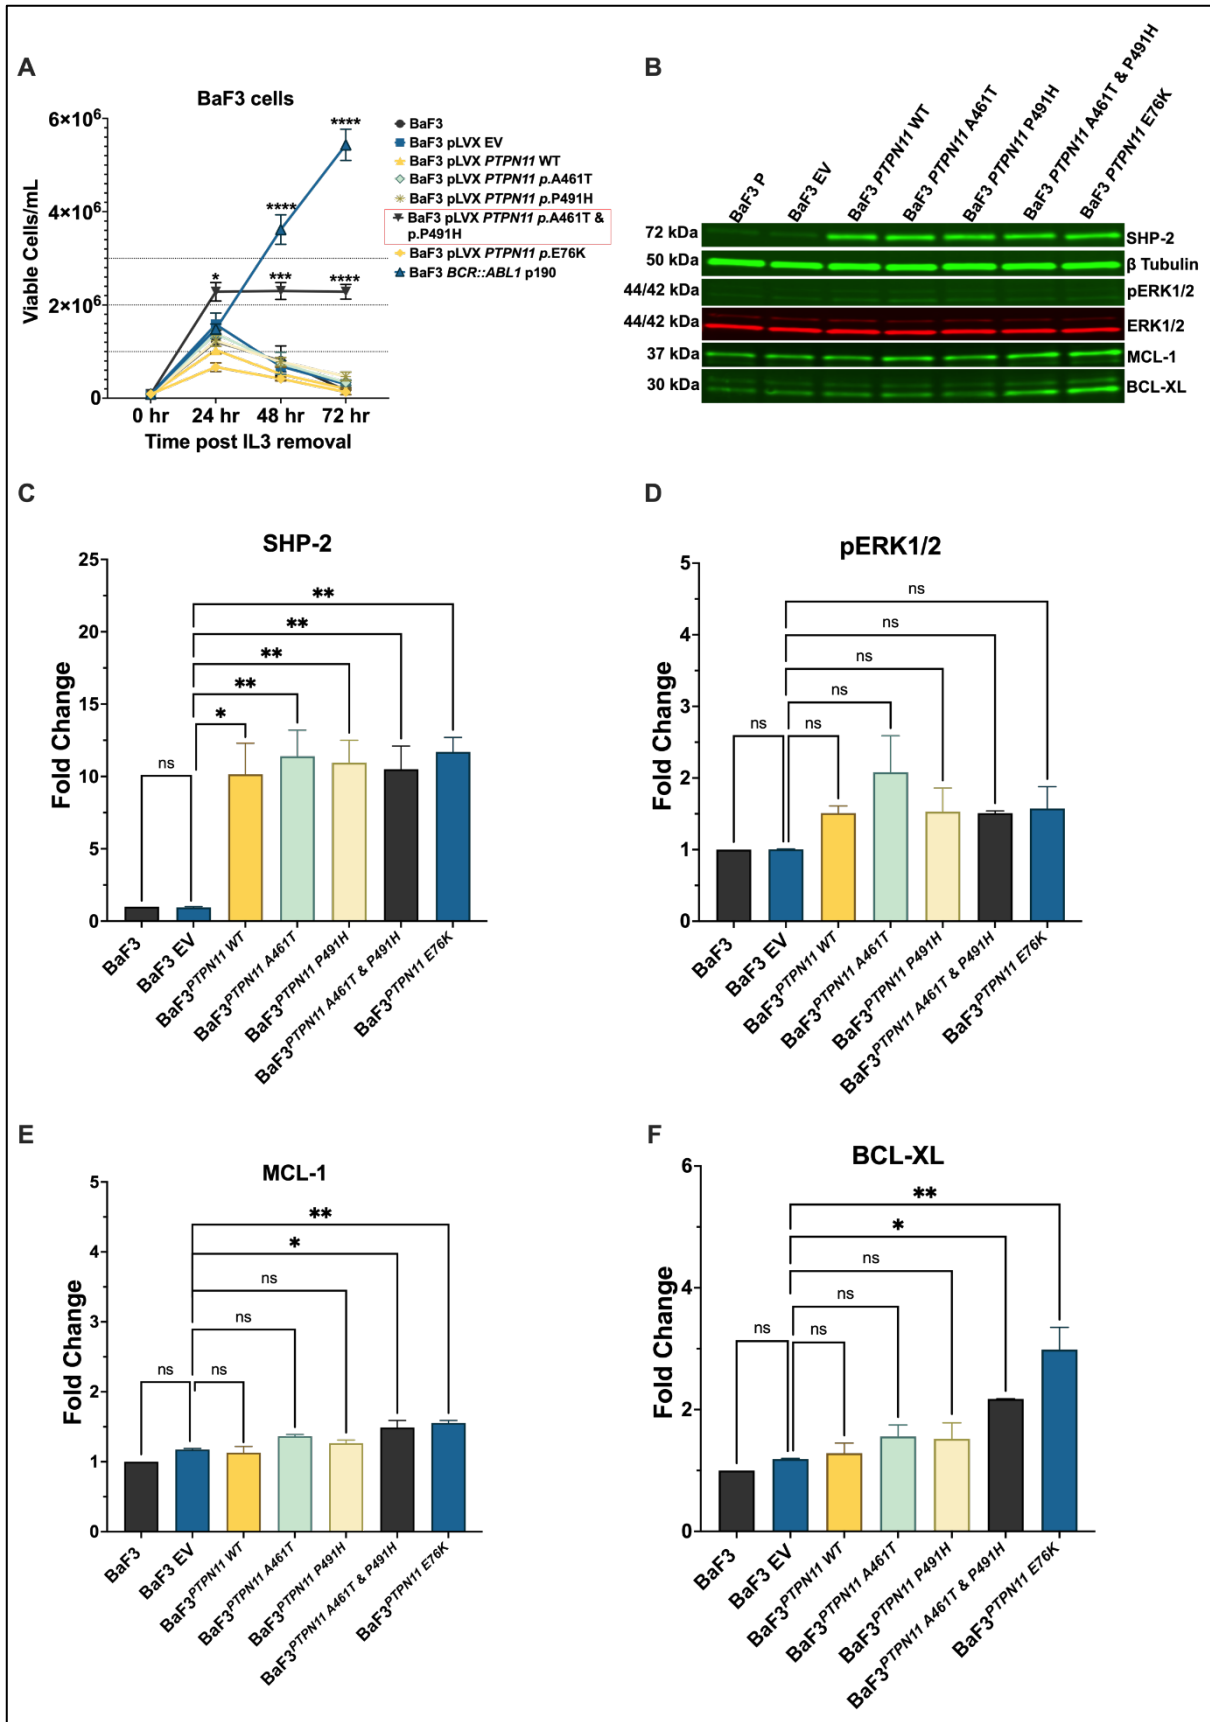 A
BaF3 cells
6×10⁶
4×10⁶
2×10⁶
0
Viable Cells/mL
0 hr 24 hr 48 hr 72 hr
Time post IL3 removal
* **** ****
*** ****
BaF3
BaF3 pLVX EV
BaF3 pLVX PTPN11 WT
BaF3 pLVX PTPN11 p.A461T
BaF3 pLVX PTPN11 p.P491H
BaF3 pLVX PTPN11 p.A461T &
p.P491H
BaF3 pLVX PTPN11 p.E76K
BaF3 BCR::ABL1 p190
B
BaF3 P
BaF3 EV
BaF3 PTPN11 WT
BaF3 PTPN11 A461T
BaF3 PTPN11 P491H
BaF3 PTPN11 A461T & P491H
BaF3 PTPN11 E76K
72 kDa SHP-2
50 kDa β Tubulin
44/42 kDa pERK1/2
44/42 kDa ERK1/2
37 kDa MCL-1
30 kDa BCL-XL
C
SHP-2
25
20
15
10
5
0
Fold Change
**
**
**
**
*
ns
BaF3
BaF3 EV
BaF3PTPN11 WT
BaF3PTPN11 A461T
BaF3PTPN11 P491H
BaF3PTPN11 A461T & P491H
BaF3PTPN11 E76K
D
pERK1/2
5
4
3
2
1
0
Fold Change
ns
ns
ns
ns
ns ns
BaF3
BaF3 EV
BaF3PTPN11 WT
BaF3PTPN11 A461T
BaF3PTPN11 P491H
BaF3PTPN11 A461T & P491H
BaF3PTPN11 E76K
E
MCL-1
5
4
3
2
1
0
Fold Change
**
*
ns
ns
ns ns
BaF3
BaF3 EV
BaF3PTPN11 WT
BaF3PTPN11 A461T
BaF3PTPN11 P491H
BaF3PTPN11 A461T & P491H
BaF3PTPN11 E76K
F
BCL-XL
6
4
2
0
Fold Change
**
*
ns
ns
ns ns
BaF3
BaF3 EV
BaF3PTPN11 WT
BaF3PTPN11 A461T
BaF3PTPN11 P491H
BaF3PTPN11 A461T & P491H
BaF3PTPN11 E76K